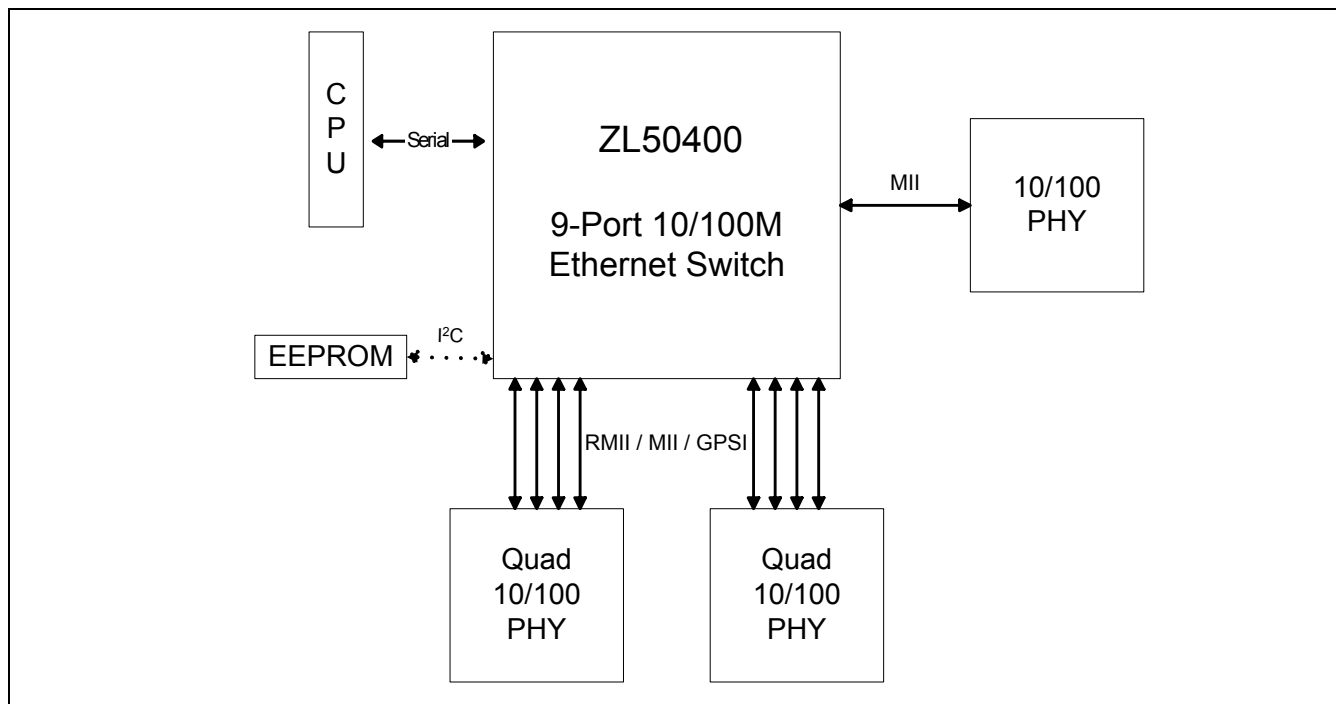 C
P
U
Serial
ZL50400
9-Port 10/100M
Ethernet Switch
MII
10/100
PHY
EEPROM
I²C
RMII / MII / GPSI
Quad
10/100
PHY
Quad
10/100
PHY